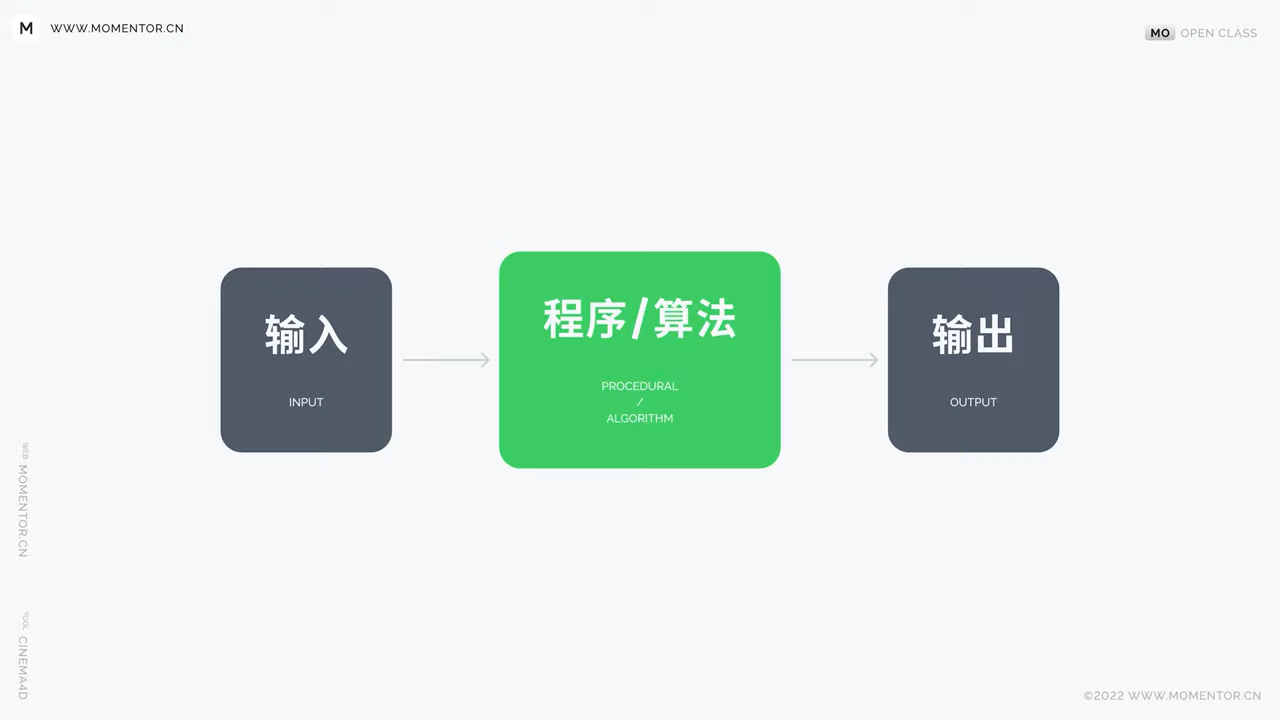 M WWW.MOMENTOR.CN
MO OPEN CLASS
输入
INPUT
程序/算法
PROCEDURAL
/
ALGORITHM
输出
OUTPUT
WEB MOMENTOR.CN
TOOL CINEMA4D
©2022 WWW.MOMENTOR.CN